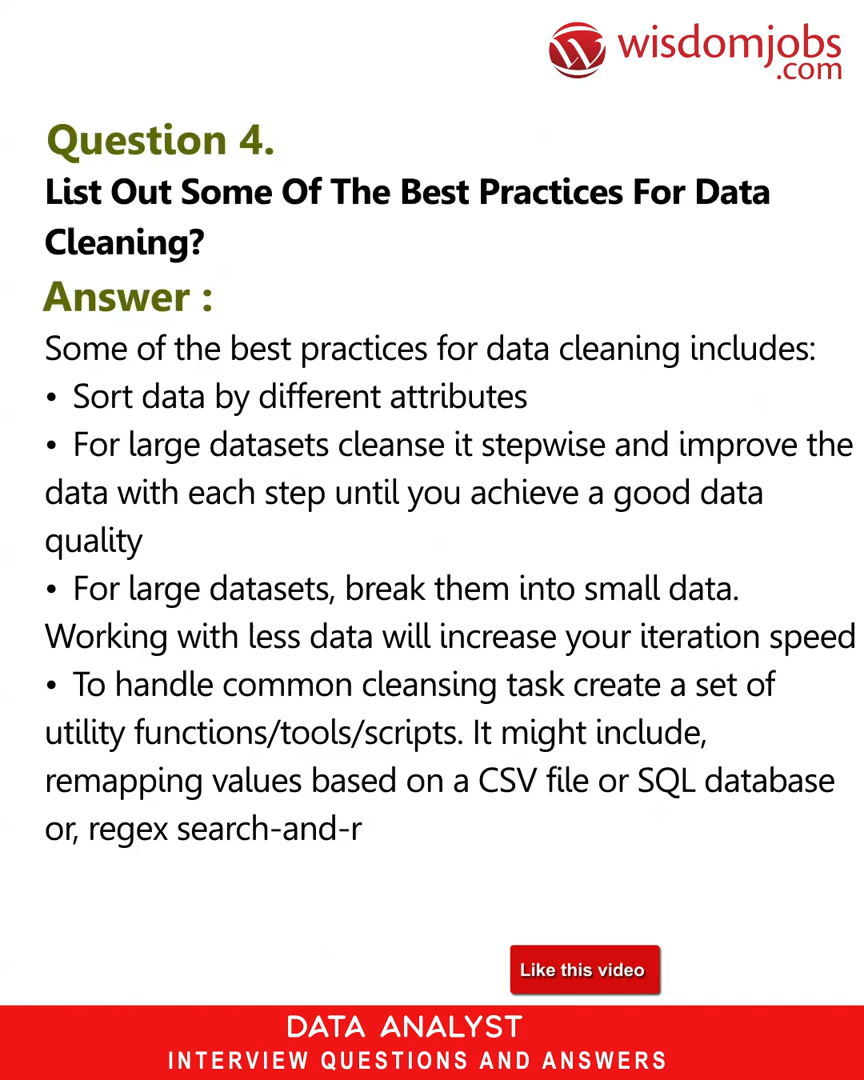 wisdomjobs
.com
Question 4.
List Out Some Of The Best Practices For Data
Cleaning?
Answer :
Some of the best practices for data cleaning includes:
• Sort data by different attributes
• For large datasets cleanse it stepwise and improve the
data with each step until you achieve a good data
quality
• For large datasets, break them into small data.
Working with less data will increase your iteration speed
• To handle common cleansing task create a set of
utility functions/tools/scripts. It might include,
remapping values based on a CSV file or SQL database
or, regex search-and-r
Like this video
DATA ANALYST
INTERVIEW QUESTIONS AND ANSWERS